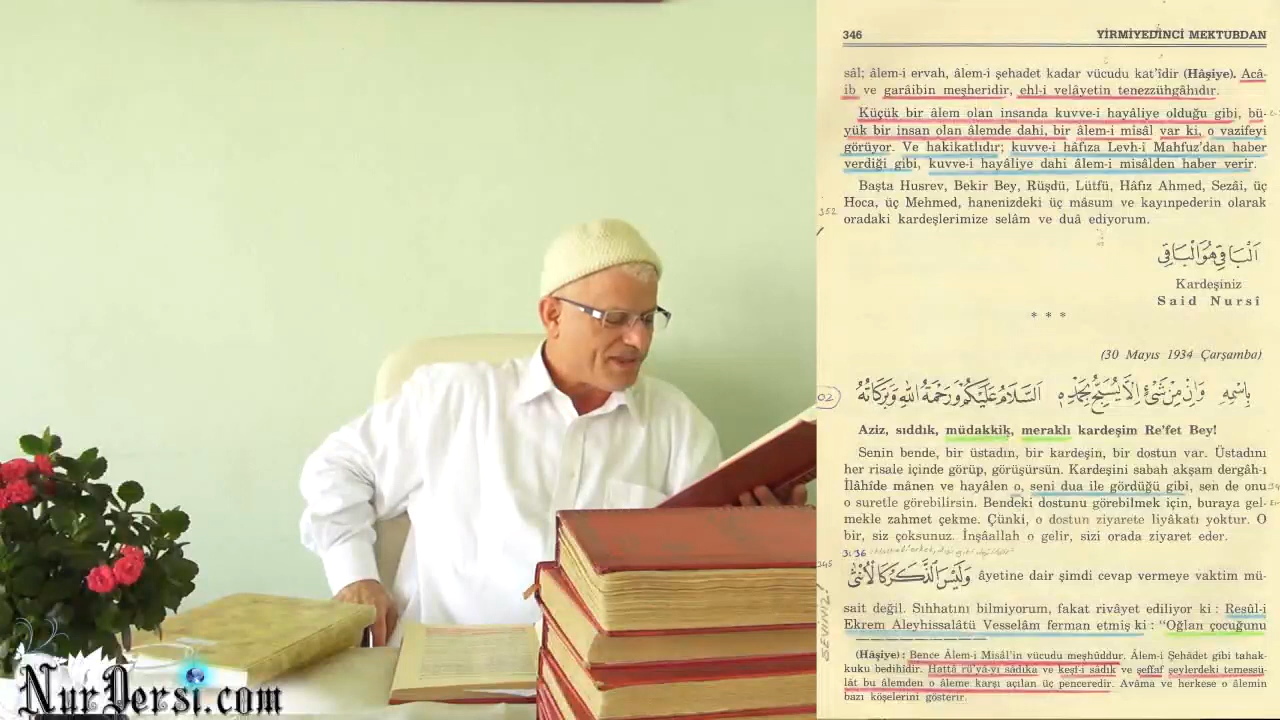 346 YİRMİYEDİNCİ MEKTUBDAN
sâl; âlem-i ervah, âlem-i şehadet kadar vücudu kat'îdir (Hâşiye). Acâ-
ib ve garâibin meşheridir, ehl-i velâyetin tenezzühgâhıdır.
Küçük bir âlem olan insanda kuvve-i hayâliye olduğu gibi, bü-
yük bir insan olan âlemde dahi, bir âlem-i misâl var ki, o vazifeyi
görüyor. Ve hakikatlıdır; kuvve-i hâfıza Levh-i Mahfuz'dan haber
verdiği gibi, kuvve-i hayâliye dahi âlem-i misâlden haber verir.
Başta Husrev, Bekir Bey, Rüşdü, Lütfü, Hâfız Ahmed, Sezâi, üç
Hoca, üç Mehmed, hanenizdeki üç mâsum ve kayınpederin olarak
352
oradaki kardeşlerimize selâm ve duâ ediyorum.
اَلْبَاقِي هُوَ الْبَاقِي
Kardeşiniz
Said Nursî
* * *
(30 Mayıs 1934 Çarşamba)
02
بِاسْمِهِ وَاِنْ مِنْ شَيْءٍ اِلَّا يُسَبِّحُ بِحَمْدِهِ اَلسَّلَامُ عَلَيْكُمْ وَرَحْمَةُ اللّٰهِ وَبَرَكَاتُهُ
Aziz, sıddık, müdakkik, meraklı kardeşim Re'fet Bey!
Senin bende, bir üstadın, bir kardeşin, bir dostun var. Üstadını
her risale içinde görüp, görüşürsün. Kardeşini sabah akşam dergâh-ı
İlâhîde mânen ve hayâlen o, seni dua ile gördüğü gibi, sen de onu
o suretle görebilirsin. Bendeki dostunu görebilmek için, buraya gel-
mekle zahmet çekme. Çünki, o dostun ziyarete liyâkatı yoktur. O
bir, siz çoksunuz. İnşâallah o gelir, sizi orada ziyaret eder.
3:36
345
وَلَيْسَ الذَّكَرُ كَالْاُنْثٰى âyetine dair şimdi cevap vermeye vaktim mü-
sait değil. Sıhhatını bilmiyorum, fakat rivâyet ediliyor ki : Resûl-i
Ekrem Aleyhissalâtü Vesselâm ferman etmiş ki : "Oğlan çocuğunu
SEVİNİZ!
(Hâşiye) : Bence Âlem-i Misâl'in vücudu meşhûddur. Âlem-i Şehâdet gibi tahak-
kuku bedihîdir. Hattâ rü'yâ-yı sâdıka ve keşf-i sâdık ve şeffaf şeylerdeki temessü-
lât bu âlemden o âleme karşı açılan üç penceredir. Avâma ve herkese o âlemin
bazı köşelerini gösterir.
NurDersi.com